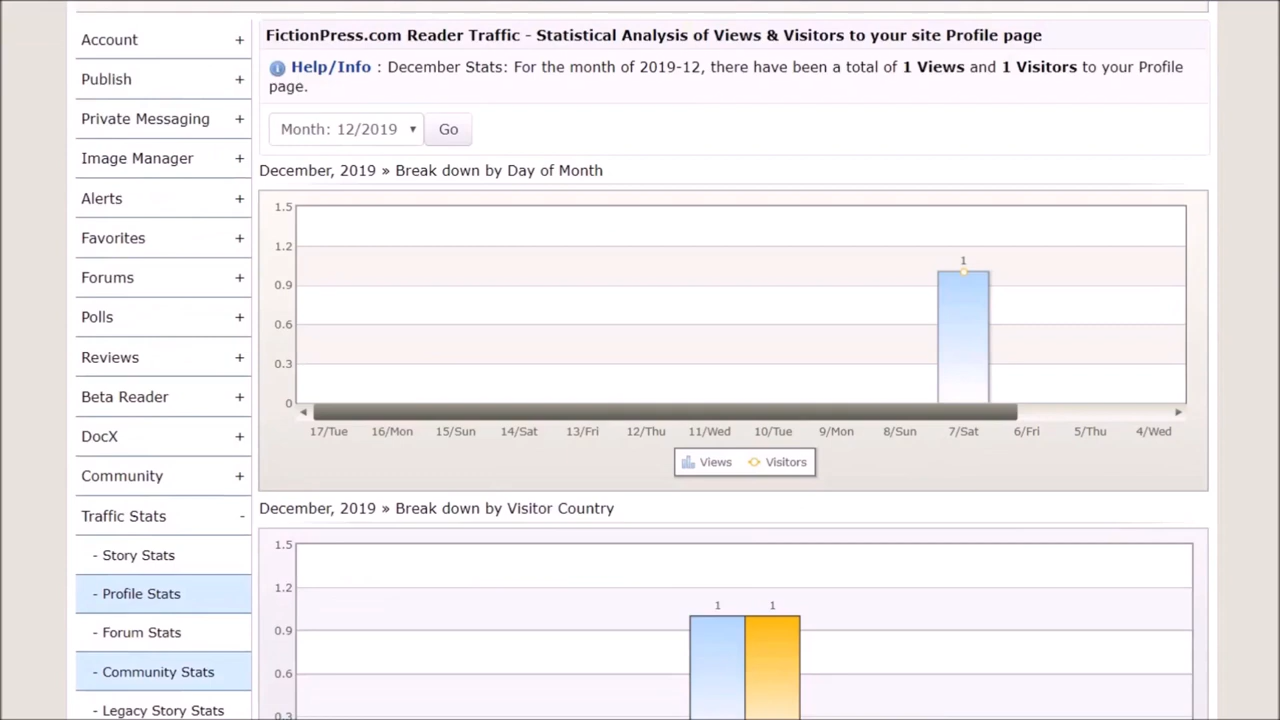 Account +
Publish +
Private Messaging +
Image Manager +
Alerts +
Favorites +
Forums +
Polls +
Reviews +
Beta Reader +
DocX +
Community +
Traffic Stats -
- Story Stats
- Profile Stats
- Forum Stats
- Community Stats
- Legacy Story Stats
FictionPress.com Reader Traffic - Statistical Analysis of Views & Visitors to your site Profile page
Help/Info : December Stats: For the month of 2019-12, there have been a total of 1 Views and 1 Visitors to your Profile
page.
Month: 12/2019 Go
December, 2019 » Break down by Day of Month
1.5
1.2
1
0.9
0.6
0.3
0
17/Tue 16/Mon 15/Sun 14/Sat 13/Fri 12/Thu 11/Wed 10/Tue 9/Mon 8/Sun 7/Sat 6/Fri 5/Thu 4/Wed
Views Visitors
December, 2019 » Break down by Visitor Country
1.5
1.2
1 1
0.9
0.6
0.3